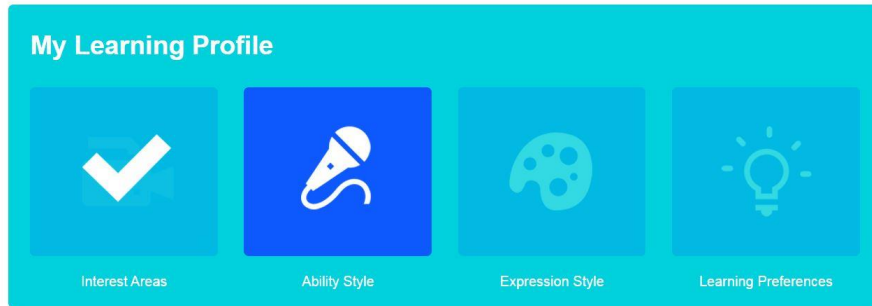 My Learning Profile
Interest Areas
Ability Style
Expression Style
Learning Preferences